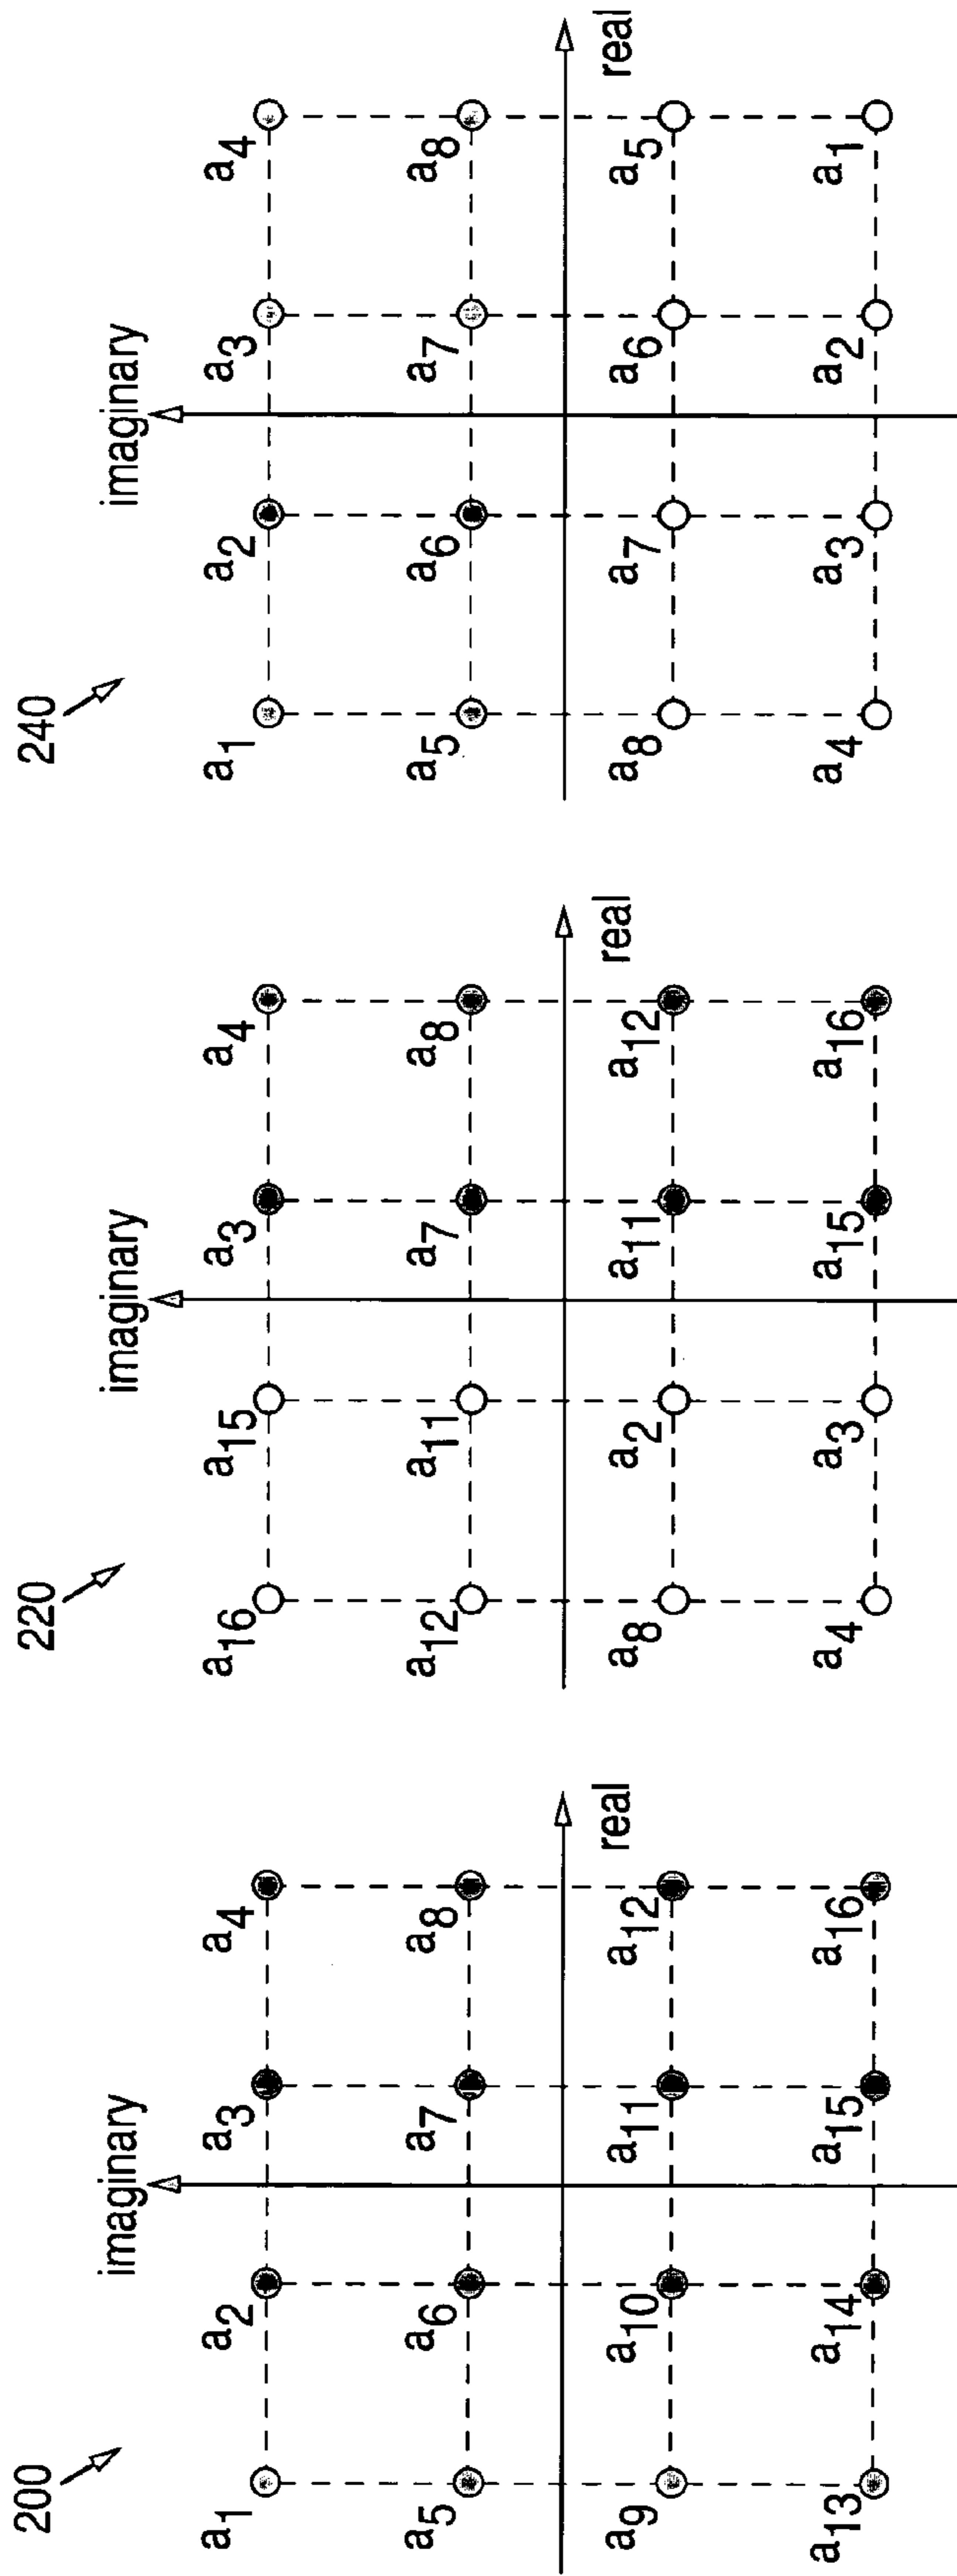 200
imaginary
a1 a2 a3 a4
a5 a6 a7 a8
real
a9 a10 a11 a12
a13 a14 a15 a16
220
imaginary
a16 a15 a3 a4
a12 a11 a7 a8
real
a8 a2 a11 a12
a4 a3 a15 a16
240
imaginary
a1 a2 a3 a4
a5 a6 a7 a8
real
a8 a7 a6 a5
a4 a3 a2 a1